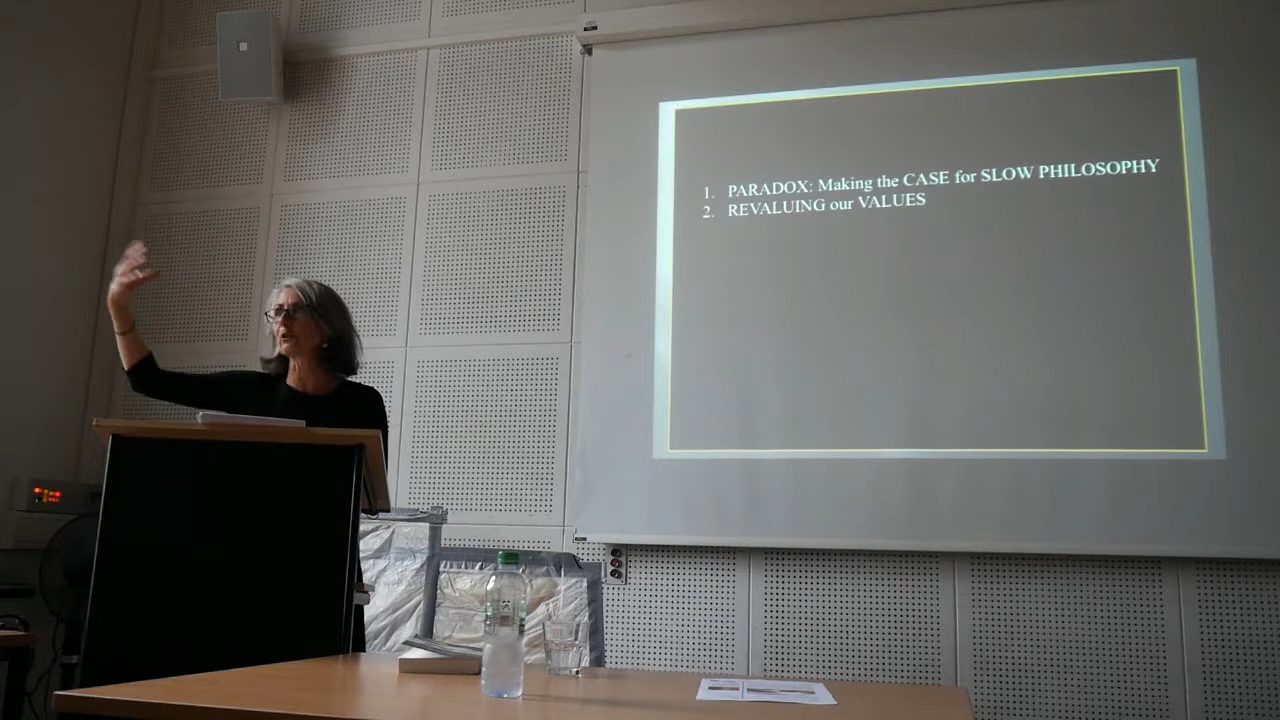 1. PARADOX: Making the CASE for SLOW PHILOSOPHY
2. REVALUING our VALUES